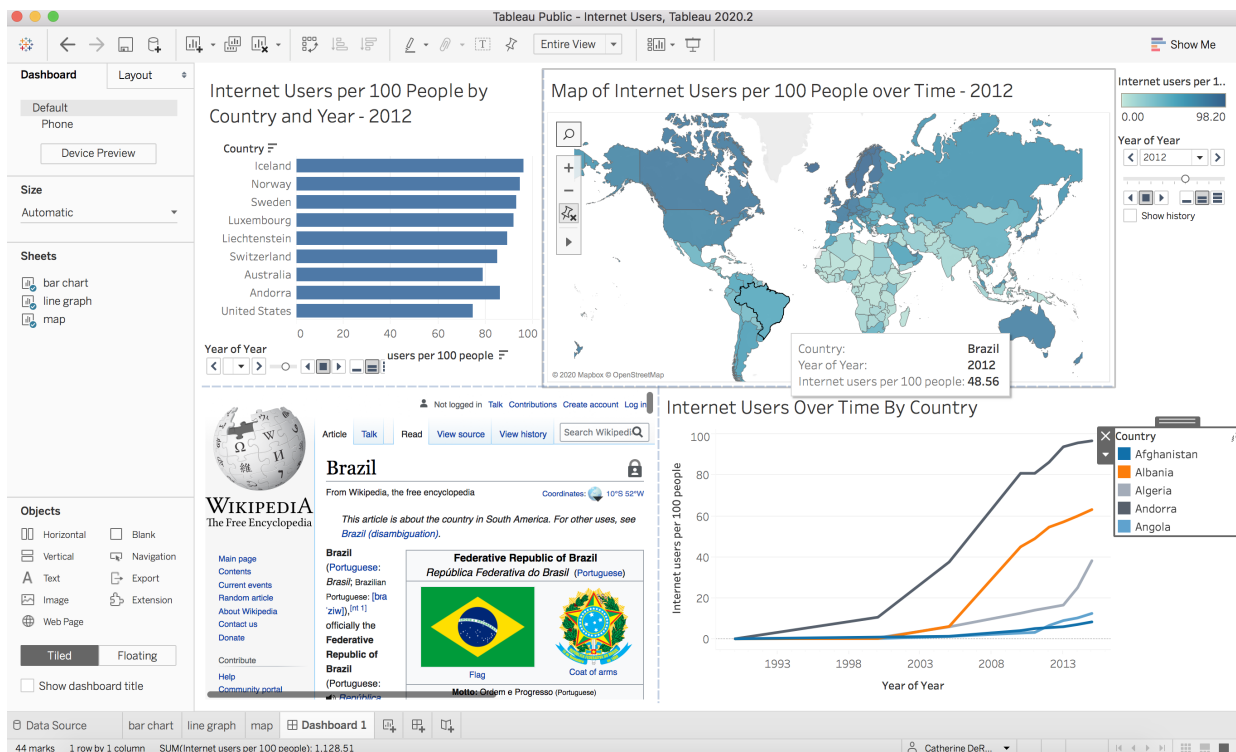 Tableau Public - Internet Users, Tableau 2020.2
Entire View
Show Me
Dashboard
Layout
Default
Phone
Device Preview
Size
Automatic
Sheets
bar chart
line graph
map
Objects
Horizontal
Blank
Vertical
Navigation
A Text
Export
Image
Extension
Web Page
Tiled
Floating
Show dashboard title
Internet Users per 100 People by
Country and Year - 2012
Country
Iceland
Norway
Sweden
Luxembourg
Liechtenstein
Switzerland
Australia
Andorra
United States
0 20 40 60 80 100
Year of Year
users per 100 people
Map of Internet Users per 100 People over Time - 2012
© 2020 Mapbox © OpenStreetMap
Country: Brazil
Year of Year: 2012
Internet users per 100 people: 48.56
Internet users per 1..
0.00 98.20
Year of Year
2012
Show history
WIKIPEDIA
The Free Encyclopedia
Main page
Contents
Current events
Random article
About Wikipedia
Contact us
Donate
Contribute
Help
Community portal
Not logged in Talk Contributions Create account Log in
Article Talk Read View source View history Search Wikipedi
Brazil
From Wikipedia, the free encyclopedia
Coordinates: 10°S 52°W
This article is about the country in South America. For other uses, see
Brazil (disambiguation).
Brazil
(Portuguese:
Brasil; Brazilian
Portuguese: [bɾa
ˈziw]),[nt 1]
officially the
Federative
Republic of
Brazil
(Portuguese:
República
Federative Republic of Brazil
República Federativa do Brasil (Portuguese)
Flag
Coat of arms
Motto: Ordem e Progresso (Portuguese)
Internet Users Over Time By Country
Internet users per 100 people
100
80
60
40
20
0
1993 1998 2003 2008 2013
Year of Year
Country
Afghanistan
Albania
Algeria
Andorra
Angola
Data Source
bar chart
line graph
map
Dashboard 1
44 marks 1 row by 1 column SUM(Internet users per 100 people): 1,128.51
Catherine DeR...